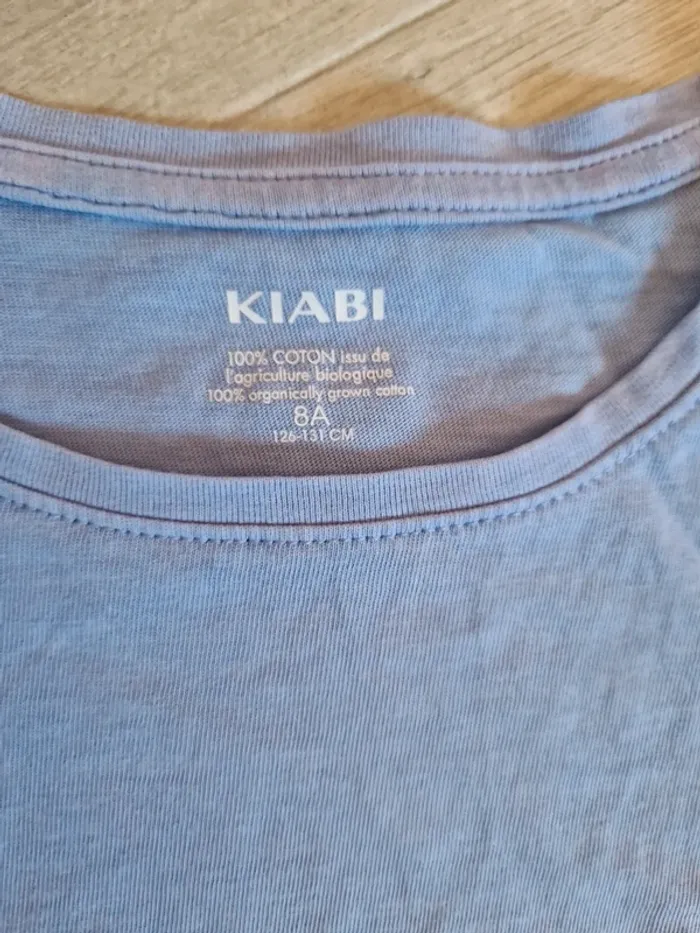 KIABI
100% COTON issu de
l'agriculture biologique
100% organically grown cotton
8A
126-131 CM